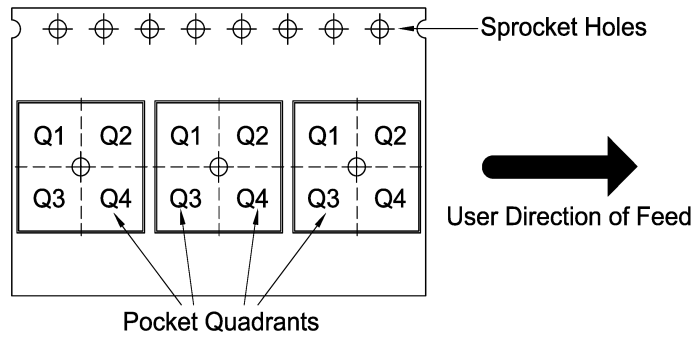 Sprocket Holes
Q1 Q2 Q1 Q2 Q1 Q2
Q3 Q4 Q3 Q4 Q3 Q4
User Direction of Feed
Pocket Quadrants